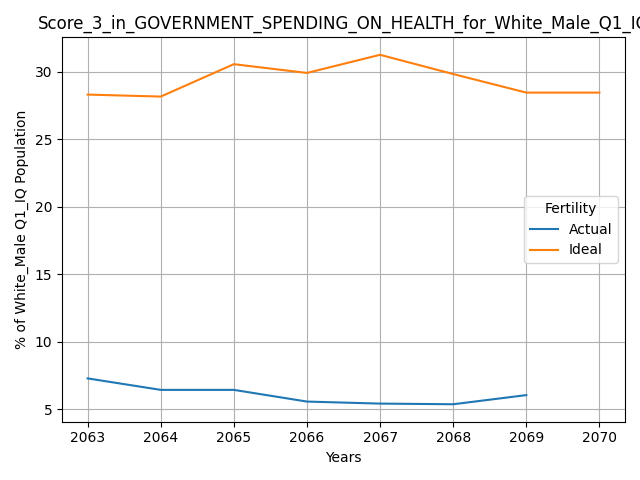 Score_3_in_GOVERNMENT_SPENDING_ON_HEALTH_for_White_Male_Q1_IQ
% of White_Male Q1_IQ Population
30
25
20
15
10
5
Fertility
Actual
Ideal
2063 2064 2065 2066 2067 2068 2069 2070
Years